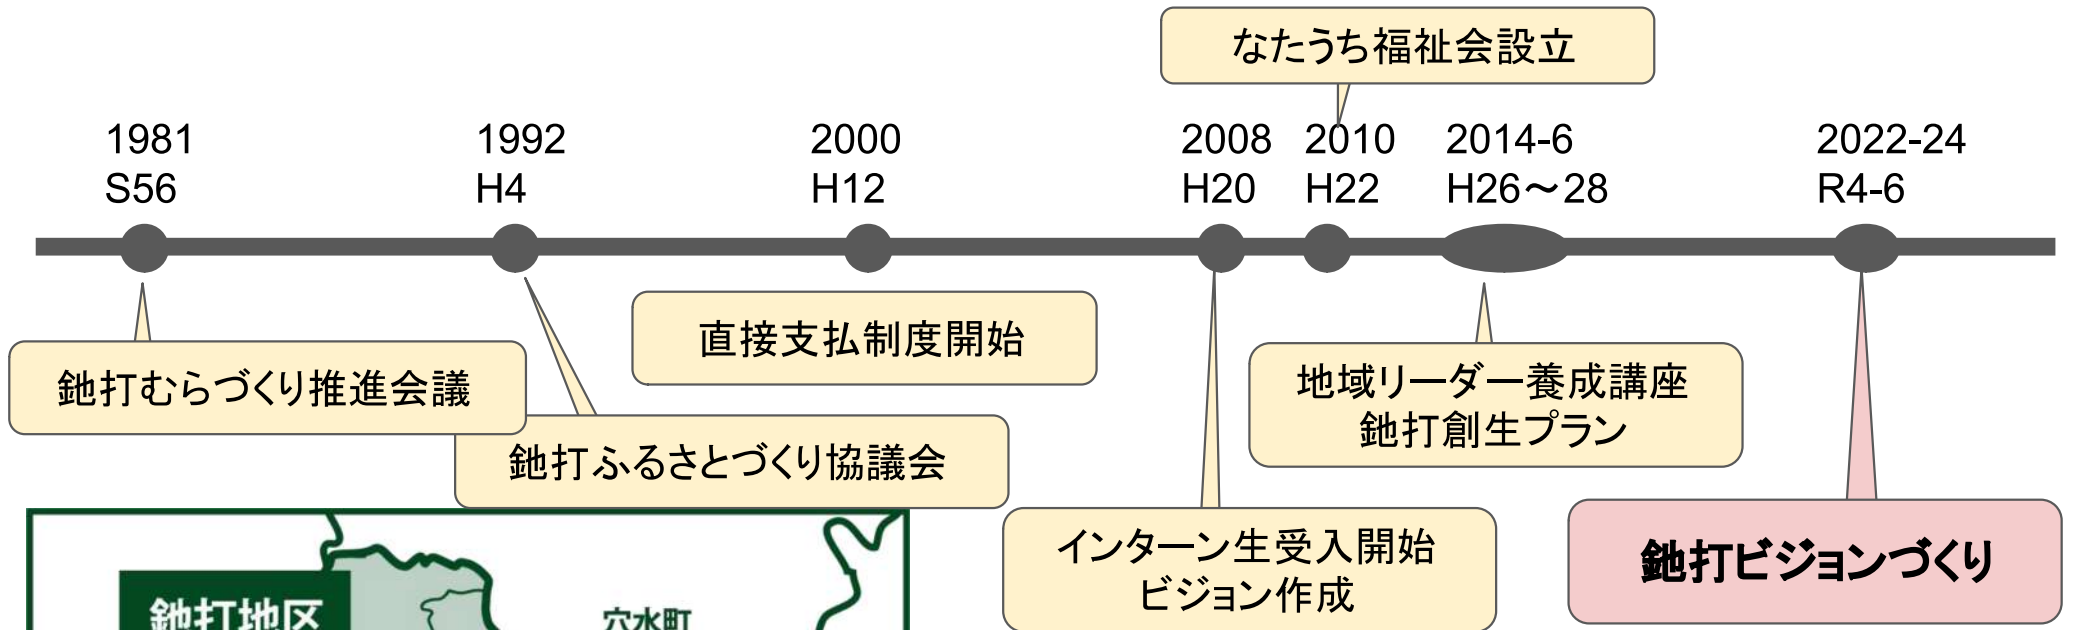 なたうち福祉会設立
1981
S56
1992
H4
2000
H12
2008
H20
2010
H22
2014-6
H26～28
2022-24
R4-6
鉇打むらづくり推進会議
鉇打ふるさとづくり協議会
直接支払制度開始
インターン生受入開始
ビジョン作成
地域リーダー養成講座
鉇打創生プラン
鉇打ビジョンづくり
鉇打地区
穴水町